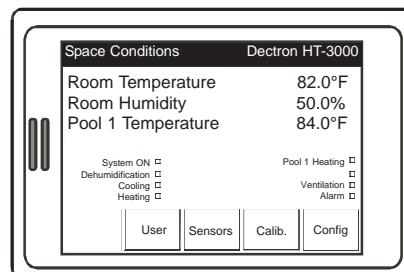 Space Conditions Dectron HT-3000
Room Temperature 82.0°F
Room Humidity 50.0%
Pool 1 Temperature 84.0°F
System ON Pool 1 Heating
Dehumidification
Cooling Ventilation
Heating Alarm
User Sensors Calib. Config